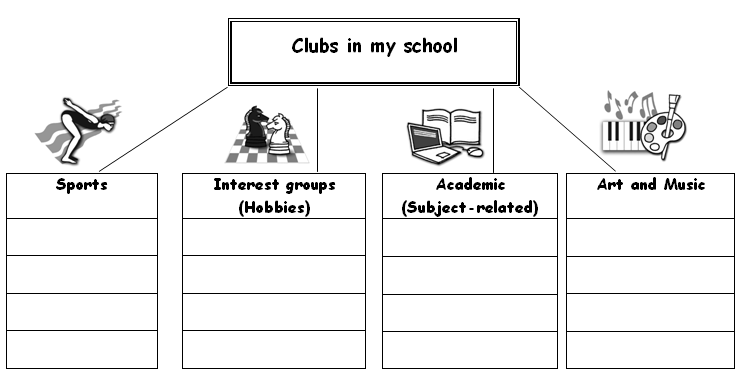 Clubs in my school
Sports
Interest groups
(Hobbies)
Academic
(Subject-related)
Art and Music